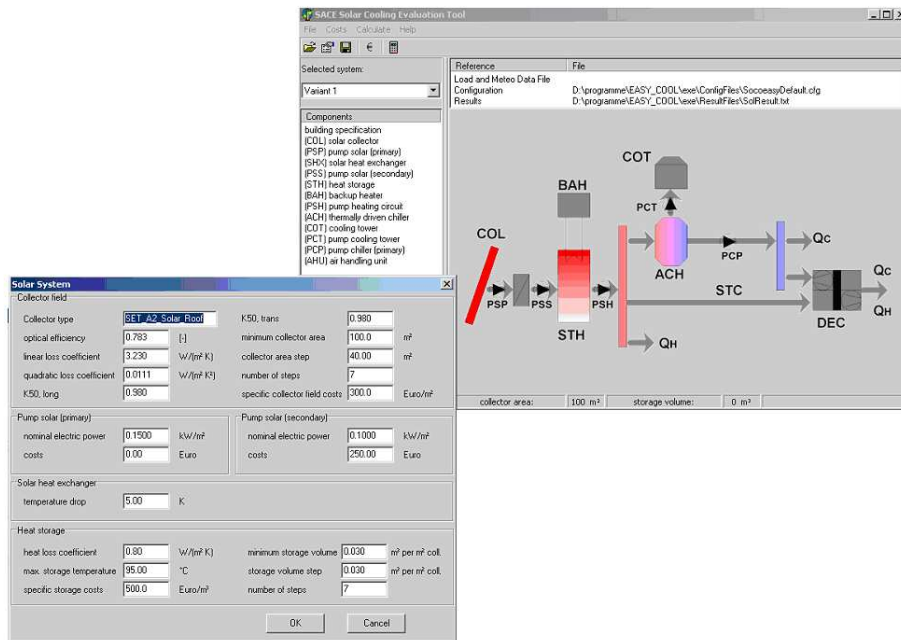 SACE Solar Cooling Evaluation Tool
File Costs Calculate Help
€
Selected system:
Variant 1
Components
building specification
(COL) solar collector
(PSP) pump solar (primary)
(SHX) solar heat exchanger
(PSS) pump solar (secondary)
(STH) heat storage
(BAH) backup heater
(PSH) pump heating circuit
(ACH) thermally driven chiller
(COT) cooling tower
(PCT) pump cooling tower
(PCP) pump chiller (primary)
(AHU) air handling unit
Reference File
Load and Meteo Data File
Configuration D:\programme\EASY_COOL\exe\ConfigFiles\SocoeasyDefault.cfg
Results D:\programme\EASY_COOL\exe\ResultFiles\SolResult.txt
COT
BAH
PCT
COL
QC
ACH
PCP
QC
PSP
PSS
PSH
STC
STH
DEC
QH
QH
collector area: 100 m² storage volume: 0 m³
Solar System
Collector field
Collector type SET_A2_Solar_Roof K50, trans 0.980
optical efficiency 0.783 [-] minimum collector area 100.0 m²
linear loss coefficient 3.230 W/(m² K) collector area step 40.00 m²
quadratic loss coefficient 0.0111 W/(m² K²) number of steps 7
K50, long 0.980 specific collector field costs 300.0 Euro/m²
Pump solar (primary) Pump solar (secondary)
nominal electric power 0.1500 kW/m² nominal electric power 0.1000 kW/m²
costs 0.00 Euro costs 250.00 Euro
Solar heat exchanger
temperature drop 5.00 K
Heat storage
heat loss coefficient 0.80 W/(m² K) minimum storage volume 0.030 m³ per m² coll.
max. storage temperature 95.00 °C storage volume step 0.030 m³ per m² coll.
specific storage costs 500.0 Euro/m³ number of steps 7
OK Cancel